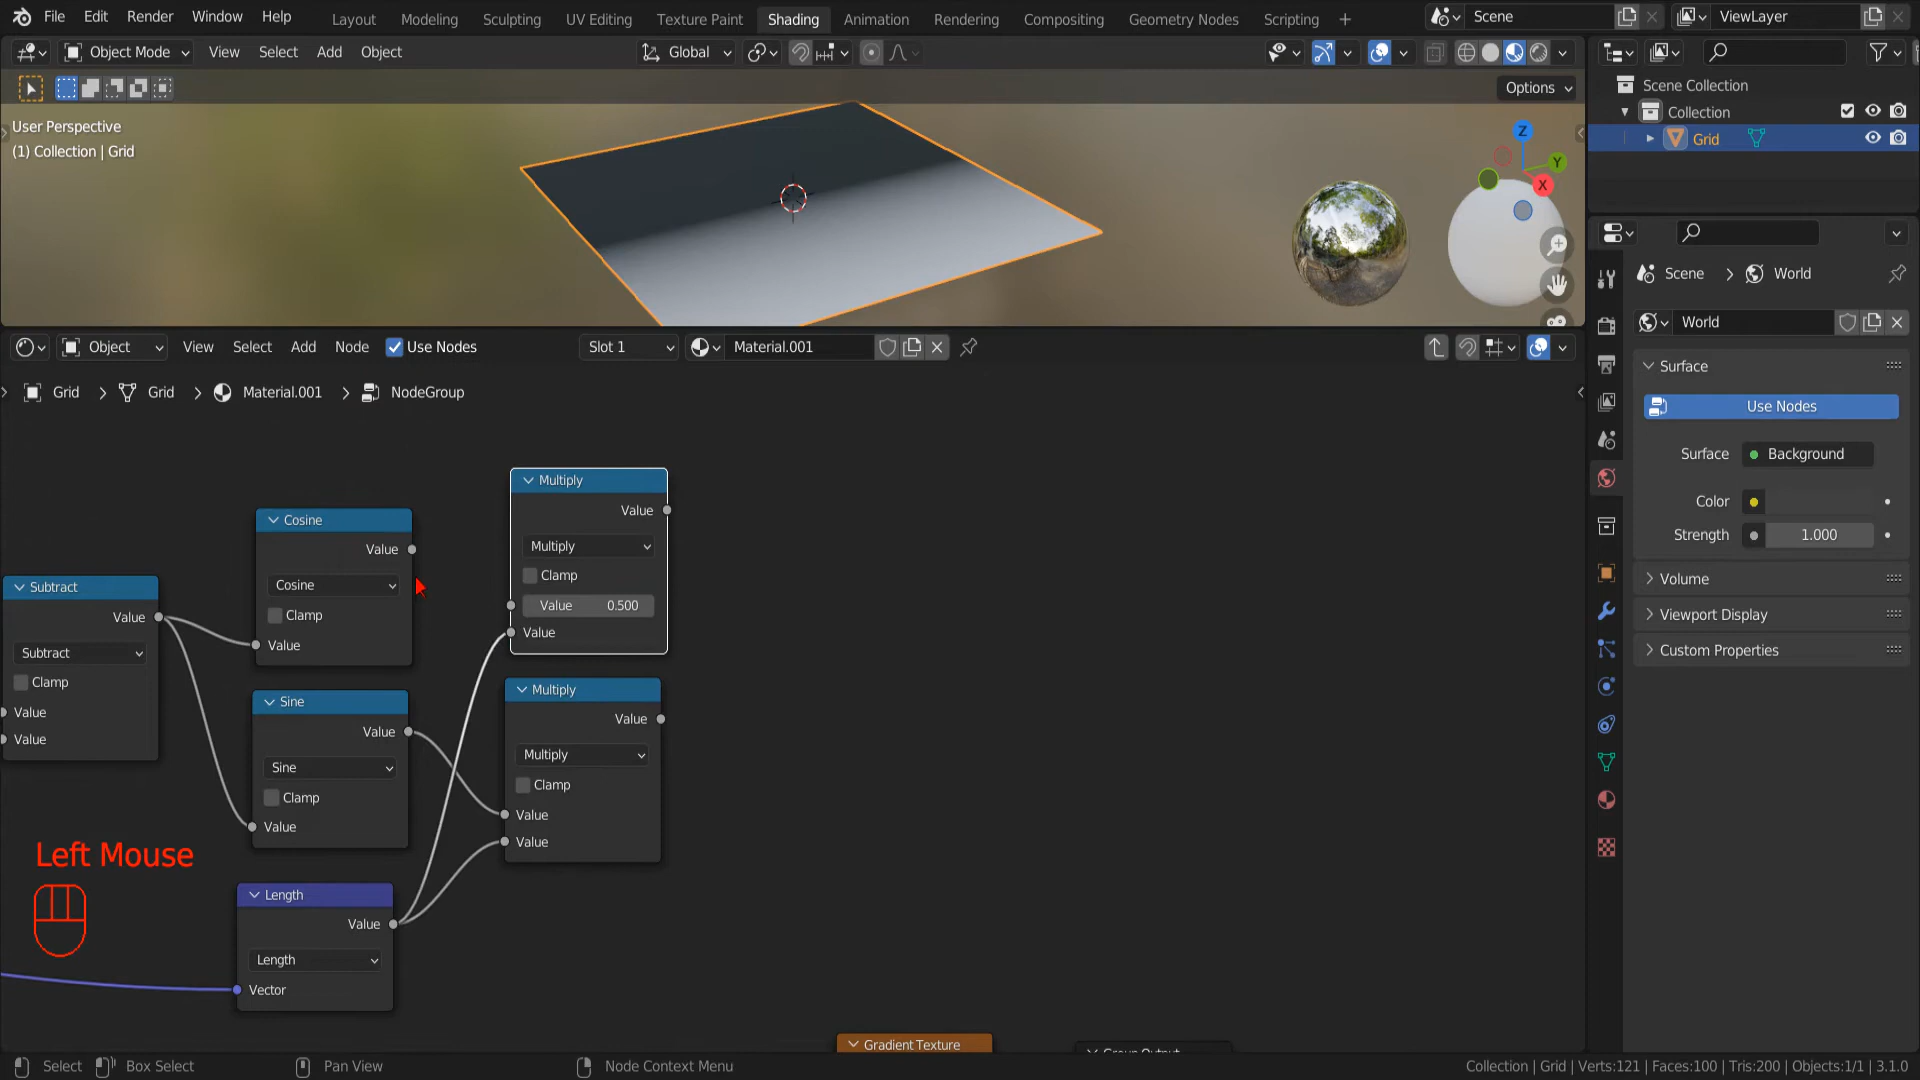 File Edit Render Window Help
Layout Modeling Sculpting UV Editing Texture Paint Shading Animation Rendering Compositing Geometry Nodes Scripting +
Scene
ViewLayer
Object Mode View Select Add Object
Global
Options
User Perspective
(1) Collection | Grid
Z
Y
X
Scene Collection
Collection
Grid
Scene > World
World
Surface
Use Nodes
Surface Background
Color
Strength 1.000
Volume
Viewport Display
Custom Properties
Object View Select Add Node Use Nodes
Slot 1
Material.001
Grid > Grid > Material.001 > NodeGroup
Subtract
Value
Subtract
Clamp
Value
Value
Cosine
Value
Cosine
Clamp
Value
Sine
Value
Sine
Clamp
Value
Length
Value
Length
Vector
Multiply
Value
Multiply
Clamp
Value 0.500
Value
Multiply
Value
Multiply
Clamp
Value
Value
Left Mouse
Gradient Texture
Group Output
Select Box Select Pan View Node Context Menu
Collection | Grid | Verts:121 | Faces:100 | Tris:200 | Objects:1/1 | 3.1.0